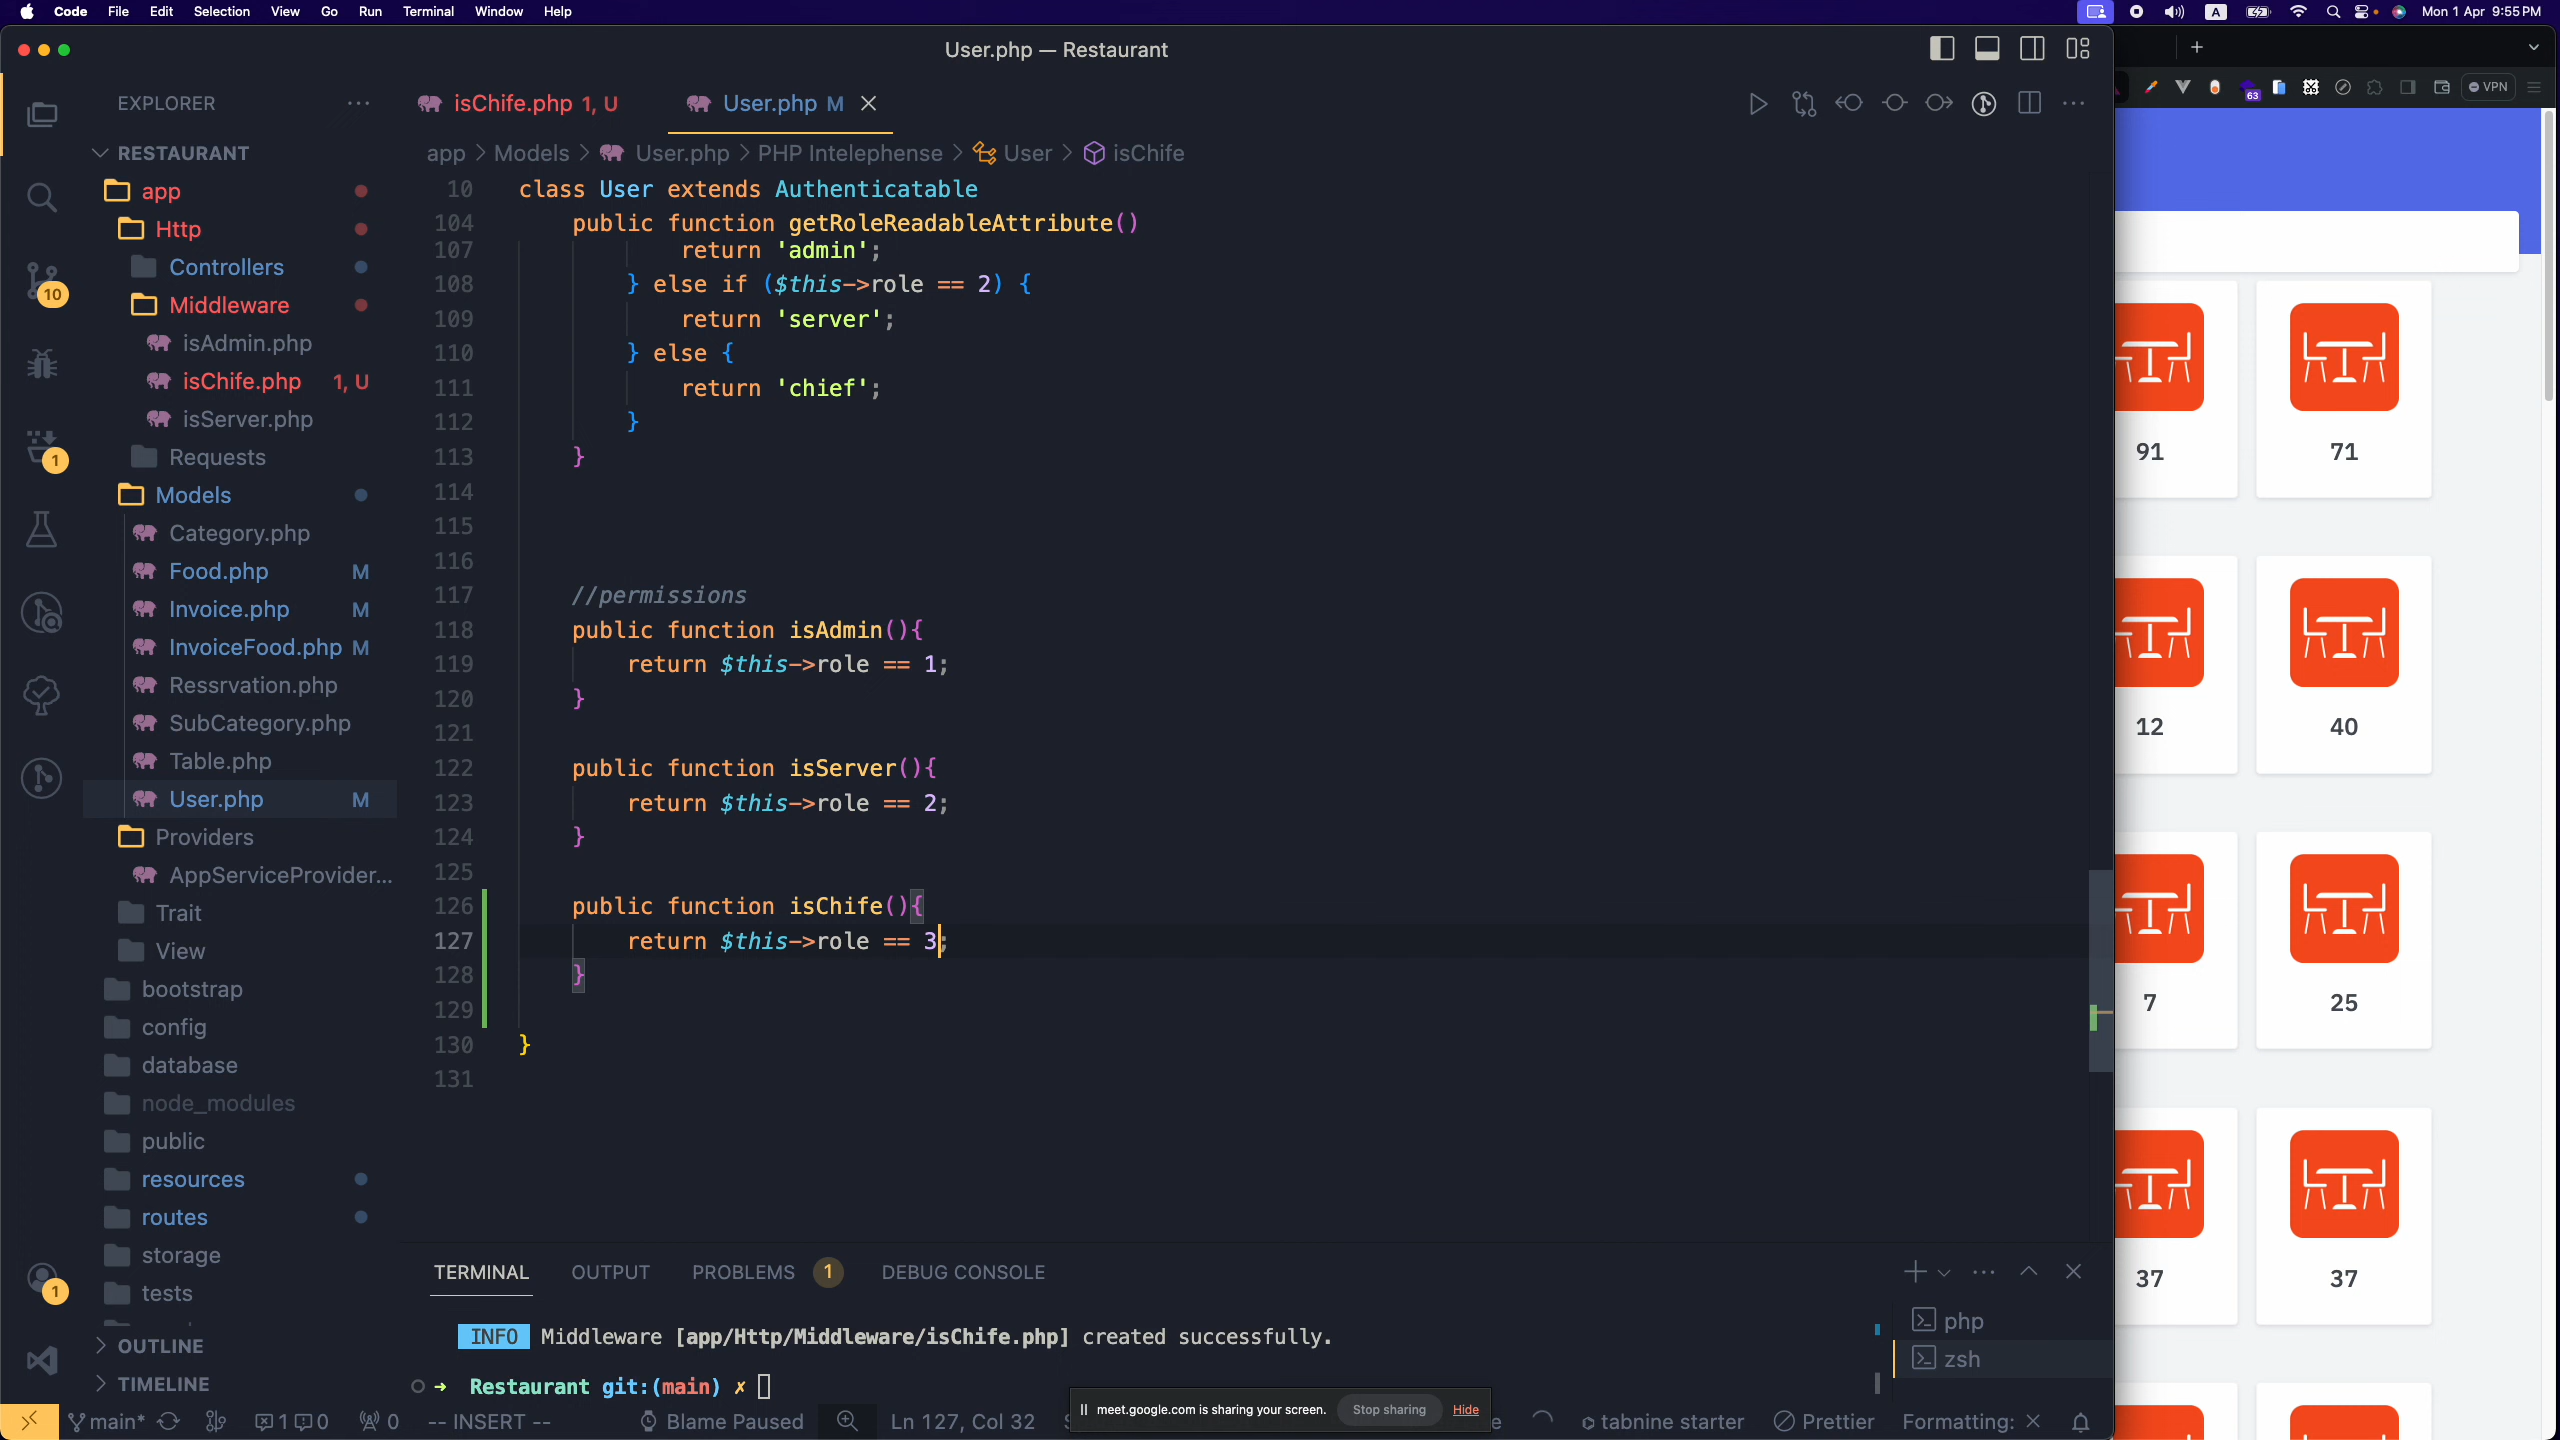 Code File Edit Selection View Go Run Terminal Window Help
A
Mon 1 Apr 9:55 PM
User.php — Restaurant
63
VPN
EXPLORER
RESTAURANT
app
Http
Controllers
Middleware
isAdmin.php
isChife.php 1, U
isServer.php
Requests
Models
Category.php
Food.php M
Invoice.php M
InvoiceFood.php M
Ressrvation.php
SubCategory.php
Table.php
User.php M
Providers
AppServiceProvider...
Trait
View
bootstrap
config
database
node_modules
public
resources
routes
storage
tests
OUTLINE
TIMELINE
10
1
1
isChife.php 1, U
User.php M
app > Models > User.php > PHP Intelephense > User > isChife
10 class User extends Authenticatable
104 public function getRoleReadableAttribute()
107 return 'admin';
108 } else if ($this->role == 2) {
109 return 'server';
110 } else {
111 return 'chief';
112 }
113 }
114
115
116
117 //permissions
118 public function isAdmin(){
119 return $this->role == 1;
120 }
121
122 public function isServer(){
123 return $this->role == 2;
124 }
125
126 public function isChife(){
127 return $this->role == 3;
128 }
129
130 }
131
TERMINAL OUTPUT PROBLEMS 1 DEBUG CONSOLE
INFO Middleware [app/Http/Middleware/isChife.php] created successfully.
➜ Restaurant git:(main) ✗
php
zsh
meet.google.com is sharing your screen. Stop sharing Hide
main* 1 0 0 -- INSERT -- Blame Paused Ln 127, Col 32 tabnine starter Prettier Formatting: ×
91 71
12 40
7 25
37 37